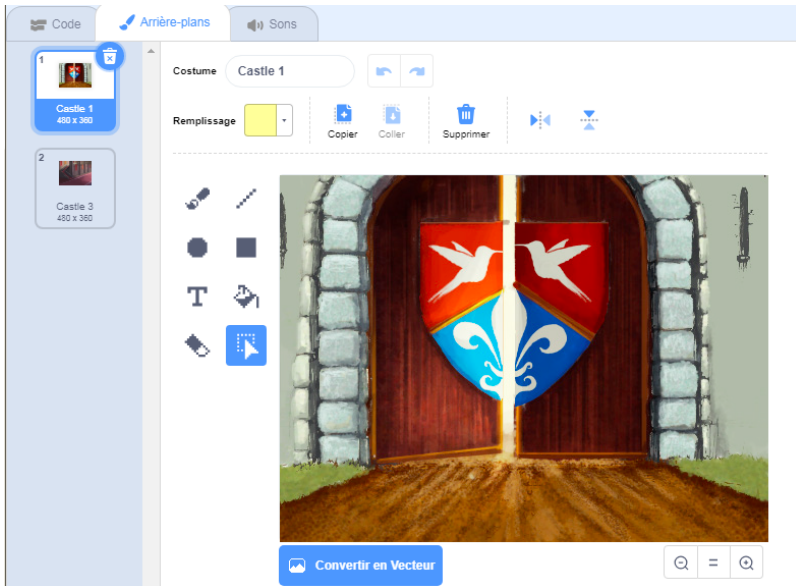 Code
Arrière-plans
Sons
1
Castle 1
480 x 360
2
Castle 3
480 x 360
Costume
Castle 1
Remplissage
Copier
Coller
Supprimer
T
Convertir en Vecteur
=